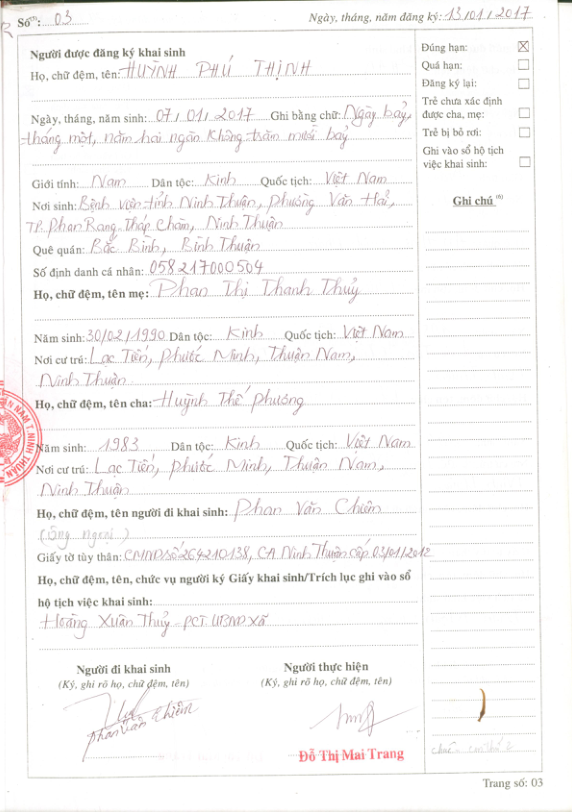 Số⁽⁵⁾: 03
Ngày, tháng, năm đăng ký: 13/01/2017
Người được đăng ký khai sinh
Họ, chữ đệm, tên: HUỲNH PHÚ THỊNH
Ngày, tháng, năm sinh: 07/01/2017 Ghi bằng chữ: Ngày bảy,
tháng một, năm hai ngàn không trăm mười bảy
Giới tính: Nam Dân tộc: Kinh Quốc tịch: Việt Nam
Nơi sinh: Bệnh viện tỉnh Ninh Thuận, phường Văn Hải,
TP. Phan Rang-Tháp Chàm, Ninh Thuận
Quê quán: Bắc Bình, Bình Thuận
Số định danh cá nhân: 058217000504
Họ, chữ đệm, tên mẹ: Phan Thị Thanh Thủy
Năm sinh: 30/02/1990 Dân tộc: Kinh Quốc tịch: Việt Nam
Nơi cư trú: Lạc Tiến, Phước Minh, Thuận Nam,
Ninh Thuận
Họ, chữ đệm, tên cha: Huỳnh Thế Phương
Năm sinh: 1983 Dân tộc: Kinh Quốc tịch: Việt Nam
Nơi cư trú: Lạc Tiến, Phước Minh, Thuận Nam,
Ninh Thuận
Họ, chữ đệm, tên người đi khai sinh: Phan Văn Chiên
(Ông ngoại)
Giấy tờ tùy thân: CMND số 264210138, CA Ninh Thuận cấp 03/01/2012
Họ, chữ đệm, tên, chức vụ người ký Giấy khai sinh/Trích lục ghi vào sổ
hộ tịch việc khai sinh:
Hoàng Xuân Thủy - PCT. UBND Xã
Người đi khai sinh
(Ký, ghi rõ họ, chữ đệm, tên)
Phan Văn Chiên
Người thực hiện
(Ký, ghi rõ họ, chữ đệm, tên)
Đỗ Thị Mai Trang
Đúng hạn:
Quá hạn:
Đăng ký lại:
Trẻ chưa xác định
được cha, mẹ:
Trẻ bị bỏ rơi:
Ghi vào sổ hộ tịch
việc khai sinh:
Ghi chú ⁽⁶⁾
Trang số: 03